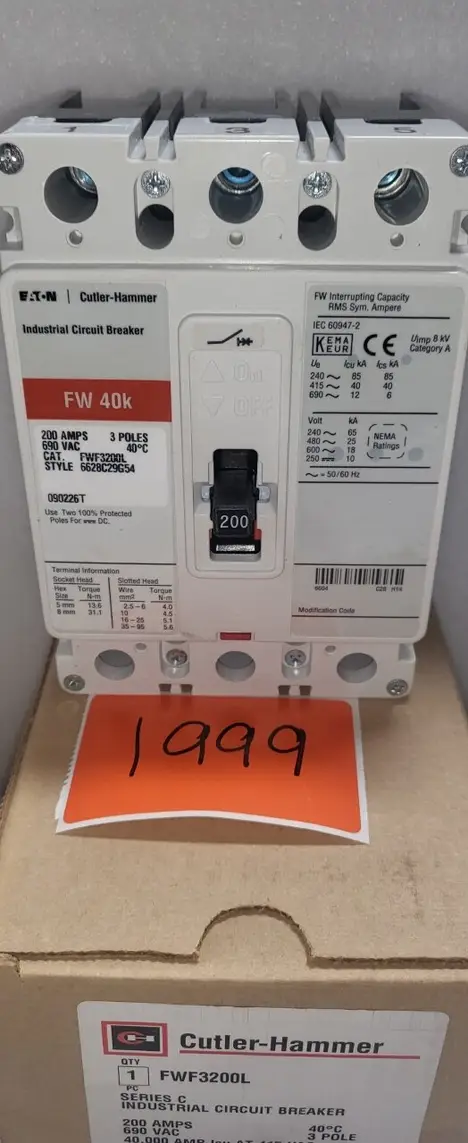 1 3 5
EATON | Cutler-Hammer
Industrial Circuit Breaker
FW 40k
200 AMPS 3 POLES
690 VAC 40°C
CAT. FWF3200L
STYLE 6628C29G54
090226T
Use Two 100% Protected
Poles For DC.
Terminal Information
Socket Head Slotted Head
Hex Size Torque N-m Wire mm² Torque N-m
5 mm 13.6 2.5-6 4.0
8 mm 31.1 10 4.5
16-25 5.1
35-95 5.6
On
OFF
200
FW Interrupting Capacity
RMS Sym. Ampere
IEC 60947-2
KEMA
KEUR
CE
Uimp 8 kV
Category A
Ue Icu kA Ics kA
240 ~ 85 85
415 ~ 40 40
690 ~ 12 6
Volt kA
240 ~ 65
480 ~ 25
600 ~ 18
250 10
NEMA
Ratings
~ = 50/60 Hz
Modification Code
1999
Cutler-Hammer
QTY
1 FWF3200L
PC
SERIES C
INDUSTRIAL CIRCUIT BREAKER
200 AMPS 40°C
690 VAC 3 POLE